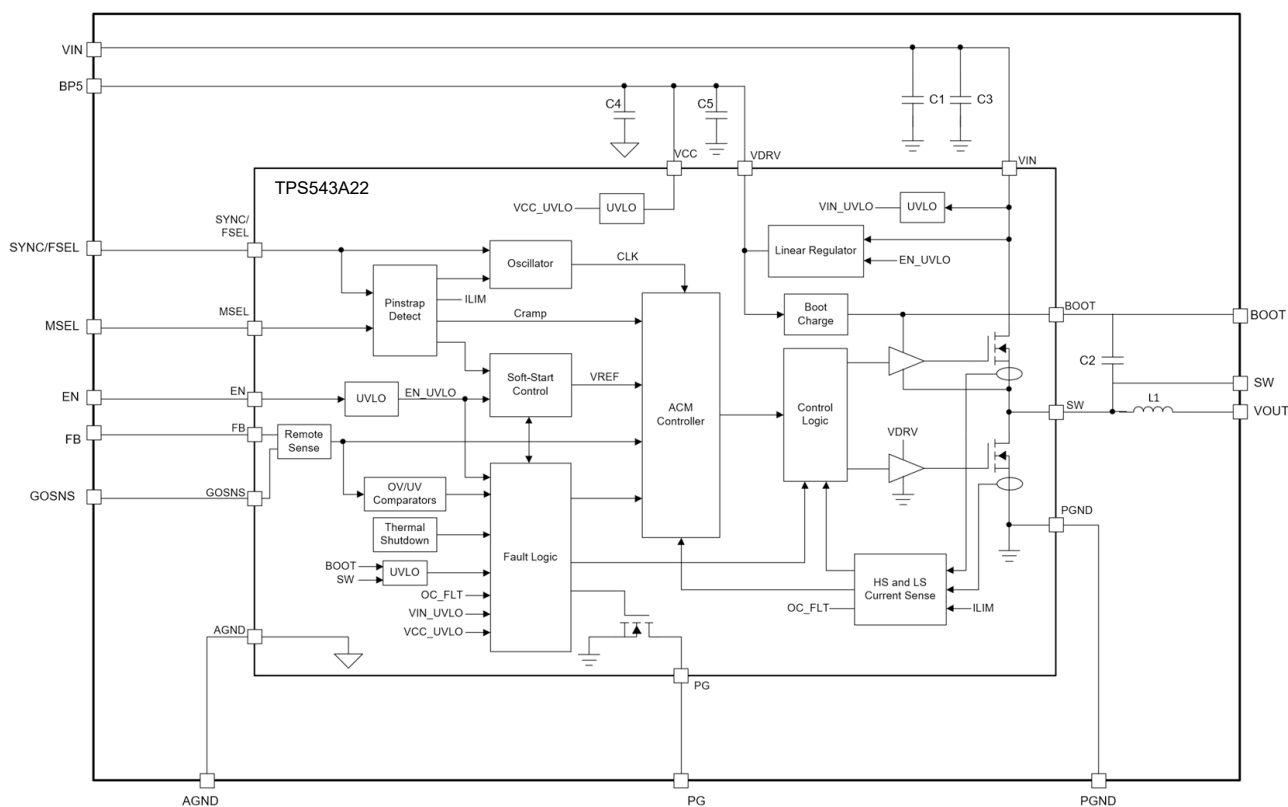 VIN
BP5
C4
C5
C1
C3
VCC
VDRV
VIN
TPS543A22
VCC_UVLO
UVLO
VIN_UVLO
UVLO
SYNC/
FSEL
SYNC/FSEL
Oscillator
CLK
Linear Regulator
EN_UVLO
Pinstrap
Detect
ILIM
MSEL
MSEL
Cramp
Boot
Charge
BOOT
BOOT
C2
Soft-Start
Control
VREF
EN
EN
UVLO
EN_UVLO
ACM
Controller
Control
Logic
SW
SW
L1
VOUT
FB
FB
Remote
Sense
VDRV
GOSNS
GOSNS
OV/UV
Comparators
Thermal
Shutdown
Fault Logic
PGND
BOOT
SW
UVLO
HS and LS
Current Sense
OC_FLT
VIN_UVLO
VCC_UVLO
OC_FLT
ILIM
AGND
PG
AGND
PG
PGND